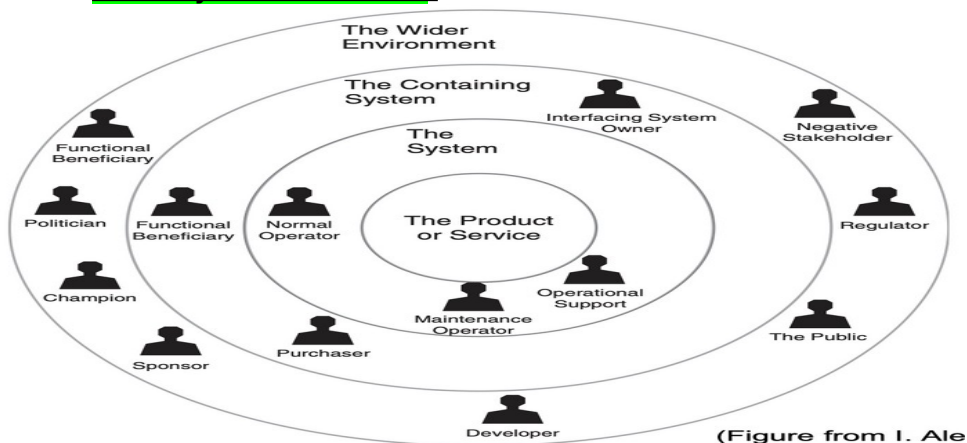 The Wider
Environment
The Containing
System
Interfacing System
Owner
Negative
Stakeholder
Functional
Beneficiary
The
System
Politician
Functional
Beneficiary
Normal
Operator
The Product
or Service
Regulator
Champion
Operational
Support
Maintenance
Operator
The Public
Sponsor
Purchaser
Developer
(Figure from I. Ale